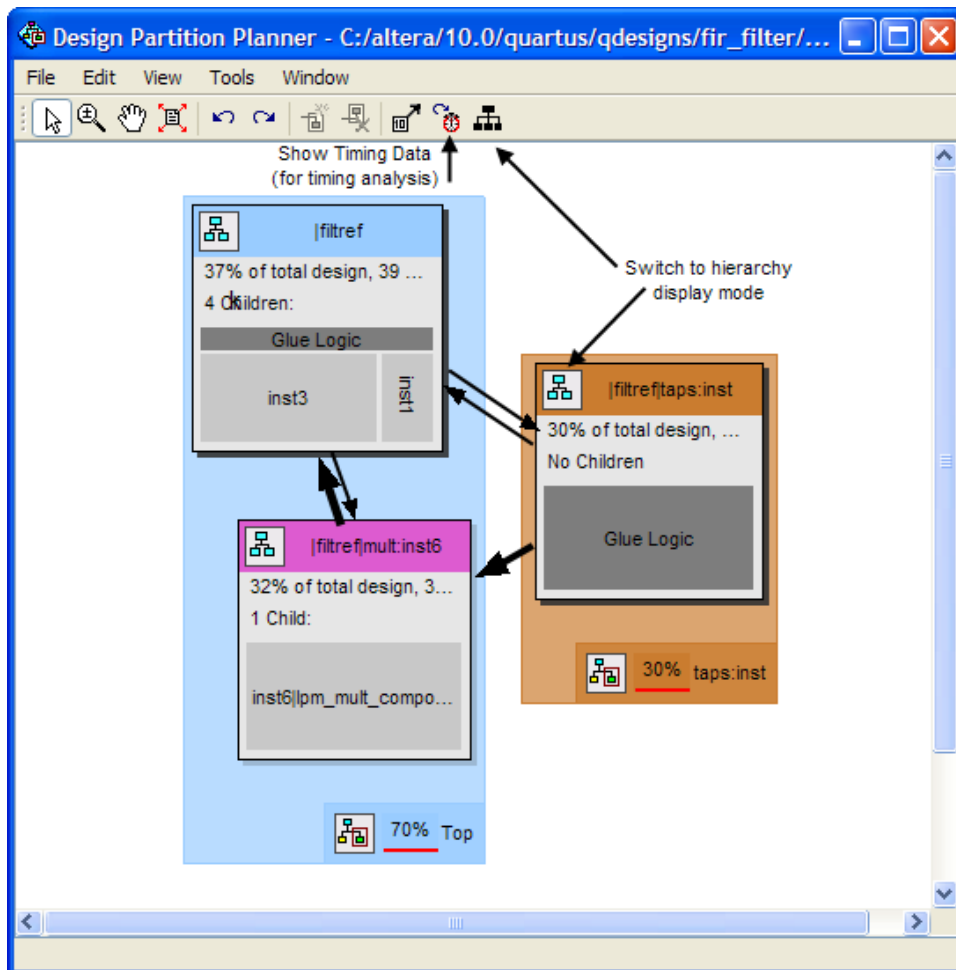 Design Partition Planner - C:/altera/10.0/quartus/qdesigns/fir_filter/...
File Edit View Tools Window
Show Timing Data
(for timing analysis)
|filtref
37% of total design, 39 ...
4 Children:
Glue Logic
inst3
inst1
Switch to hierarchy
display mode
|filtref|taps:inst
30% of total design, ...
No Children
Glue Logic
|filtref|mult:inst6
32% of total design, 3...
1 Child:
inst6|lpm_mult_compo...
30% taps:inst
70% Top